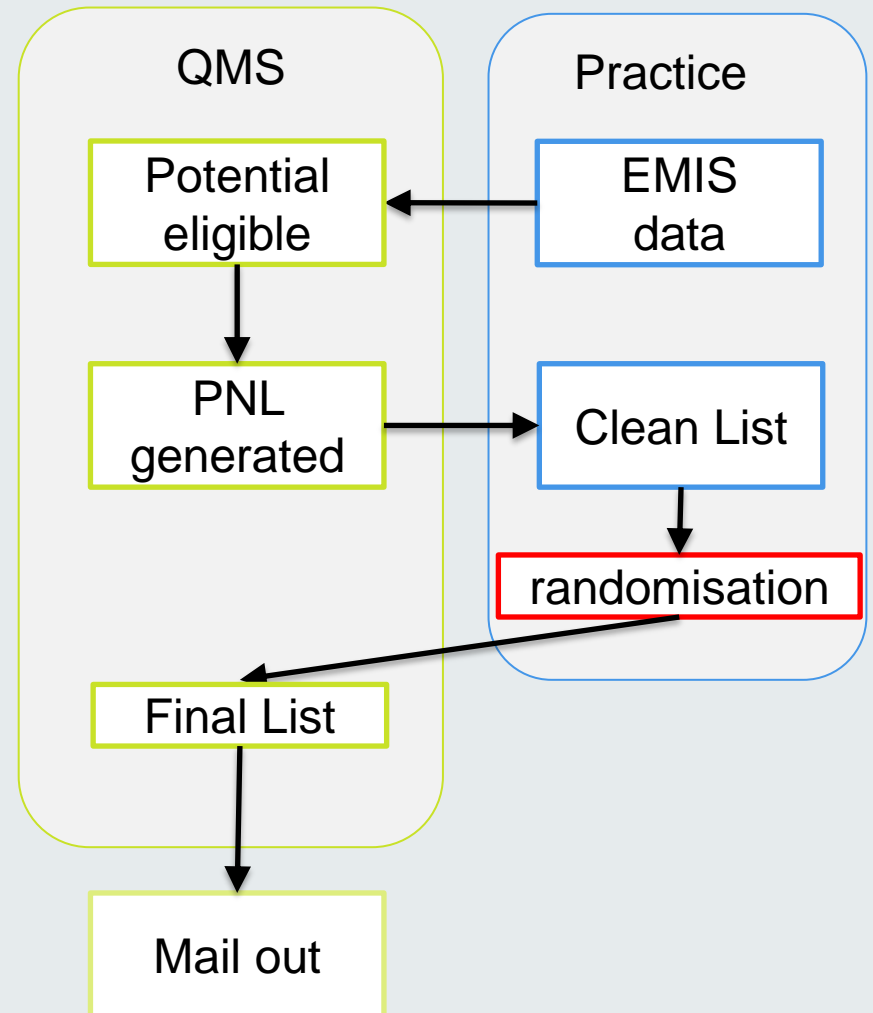 QMS
Practice
Potential
eligible
EMIS
data
PNL
generated
Clean List
randomisation
Final List
Mail out